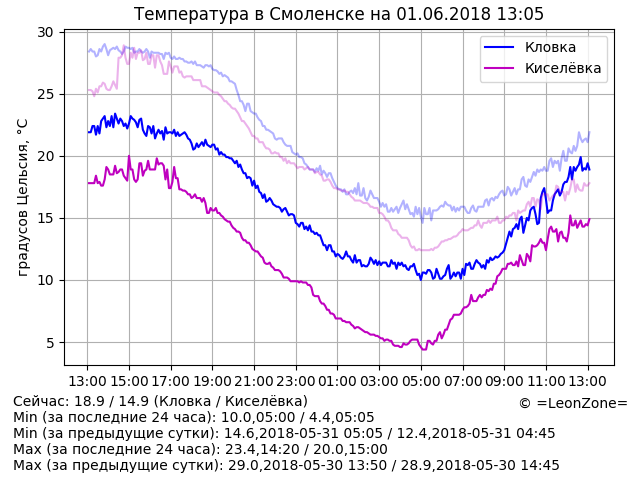 Температура в Смоленске на 01.06.2018 13:05
30
25
20
15
10
5
градусов Цельсия, °C
Кловка
Киселёвка
13:00 15:00 17:00 19:00 21:00 23:00 01:00 03:00 05:00 07:00 09:00 11:00 13:00
Сейчас: 18.9 / 14.9 (Кловка / Киселёвка)
© =LeonZone=
Min (за последние 24 часа): 10.0,05:00 / 4.4,05:05
Min (за предыдущие сутки): 14.6,2018-05-31 05:05 / 12.4,2018-05-31 04:45
Max (за последние 24 часа): 23.4,14:20 / 20.0,15:00
Max (за предыдущие сутки): 29.0,2018-05-30 13:50 / 28.9,2018-05-30 14:45